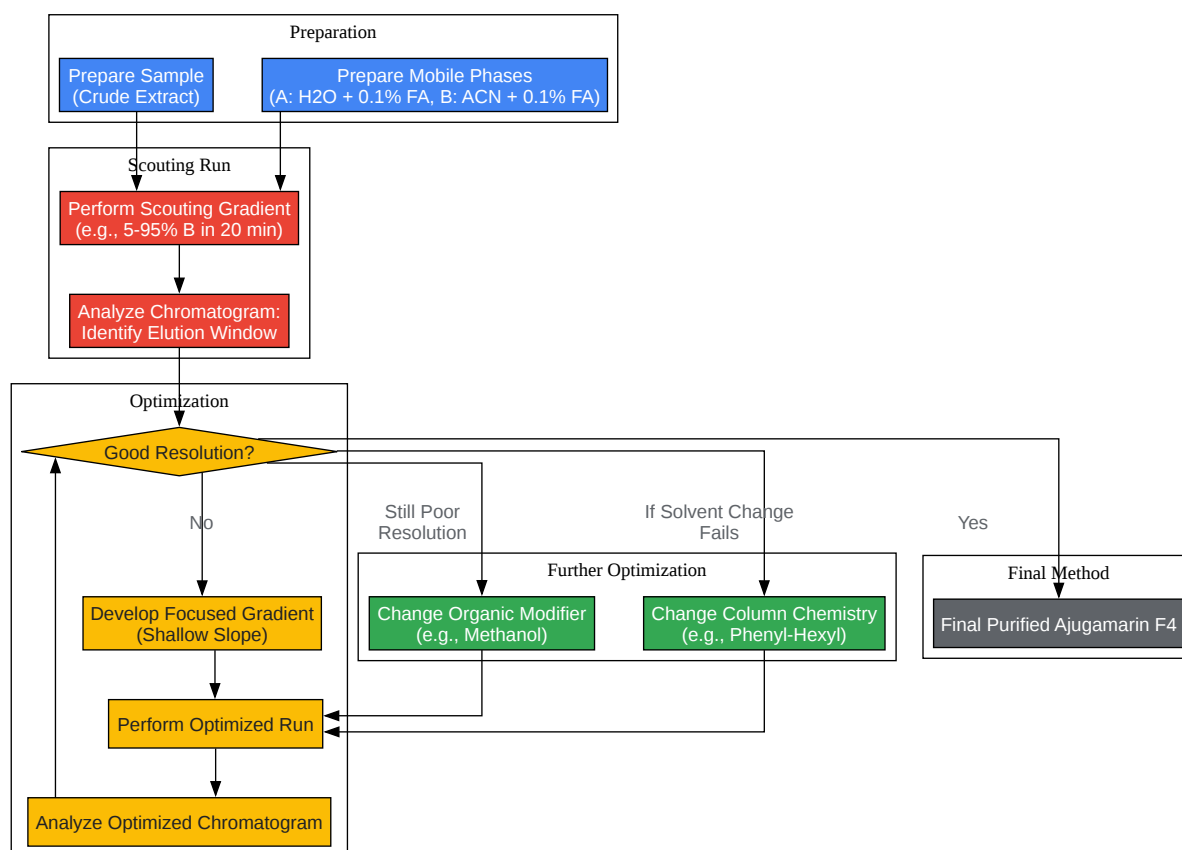 Preparation
Prepare Sample
(Crude Extract)
Prepare Mobile Phases
(A: H2O + 0.1% FA, B: ACN + 0.1% FA)
Scouting Run
Perform Scouting Gradient
(e.g., 5-95% B in 20 min)
Analyze Chromatogram:
Identify Elution Window
Optimization
Good Resolution?
No
Still Poor
Resolution
If Solvent Change
Fails
Yes
Further Optimization
Final Method
Develop Focused Gradient
(Shallow Slope)
Change Organic Modifier
(e.g., Methanol)
Change Column Chemistry
(e.g., Phenyl-Hexyl)
Final Purified Ajugamarin F4
Perform Optimized Run
Analyze Optimized Chromatogram